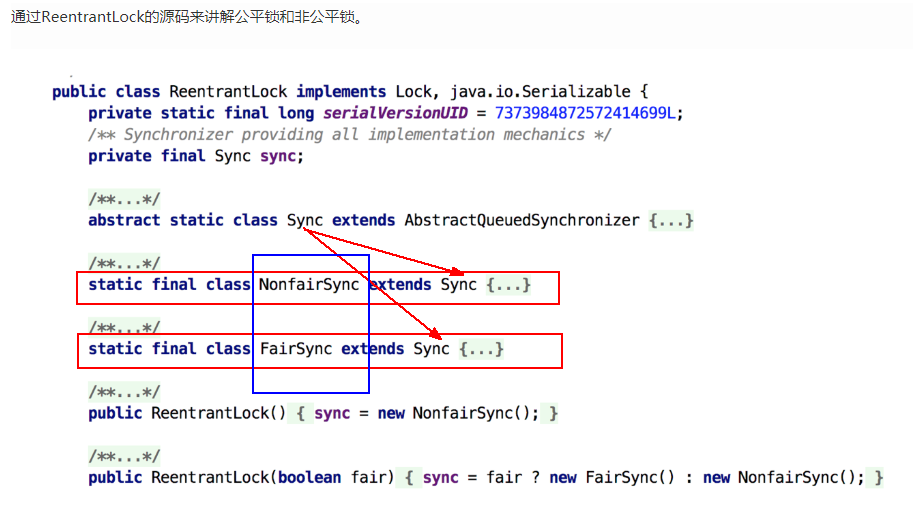 通过ReentrantLock的源码来讲解公平锁和非公平锁。
public class ReentrantLock implements Lock, java.io.Serializable {
private static final long serialVersionUID = 7373984872572414699L;
/** Synchronizer providing all implementation mechanics */
private final Sync sync;
/**...*/
abstract static class Sync extends AbstractQueuedSynchronizer {...}
/**...*/
static final class NonfairSync extends Sync {...}
/**...*/
static final class FairSync extends Sync {...}
/**...*/
public ReentrantLock() { sync = new NonfairSync(); }
/**...*/
public ReentrantLock(boolean fair) { sync = fair ? new FairSync() : new NonfairSync(); }